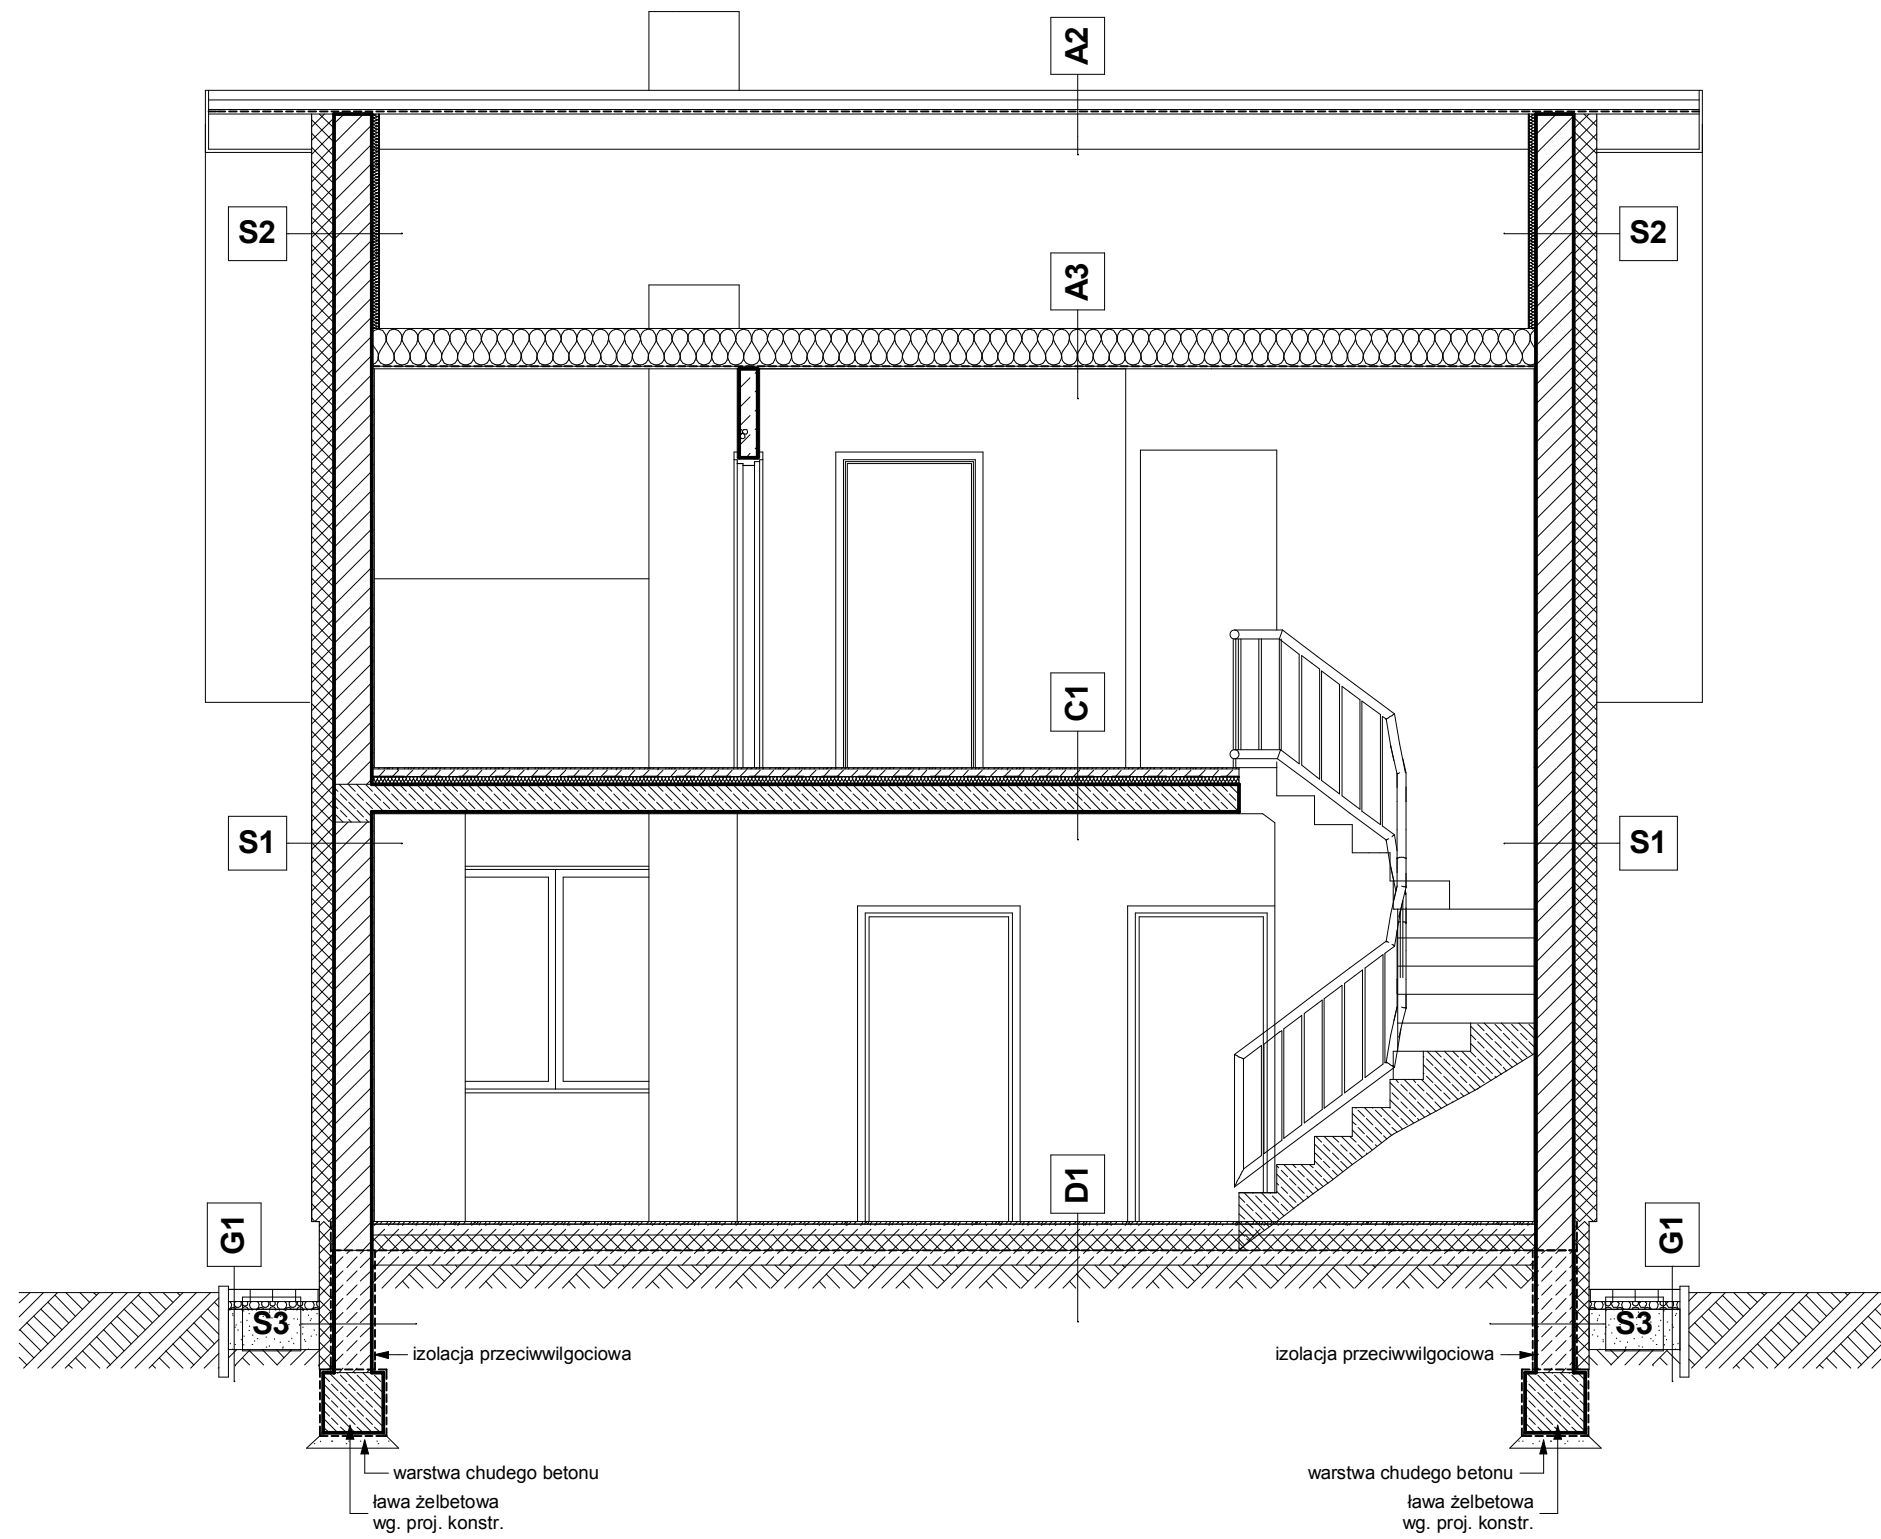 A2
S2
S2
A3
C1
S1
S1
D1
G1
G1
S3
S3
izolacja przeciwwilgociowa
izolacja przeciwwilgociowa
warstwa chudego betonu
warstwa chudego betonu
ława żelbetowa
wg. proj. konstr.
ława żelbetowa
wg. proj. konstr.